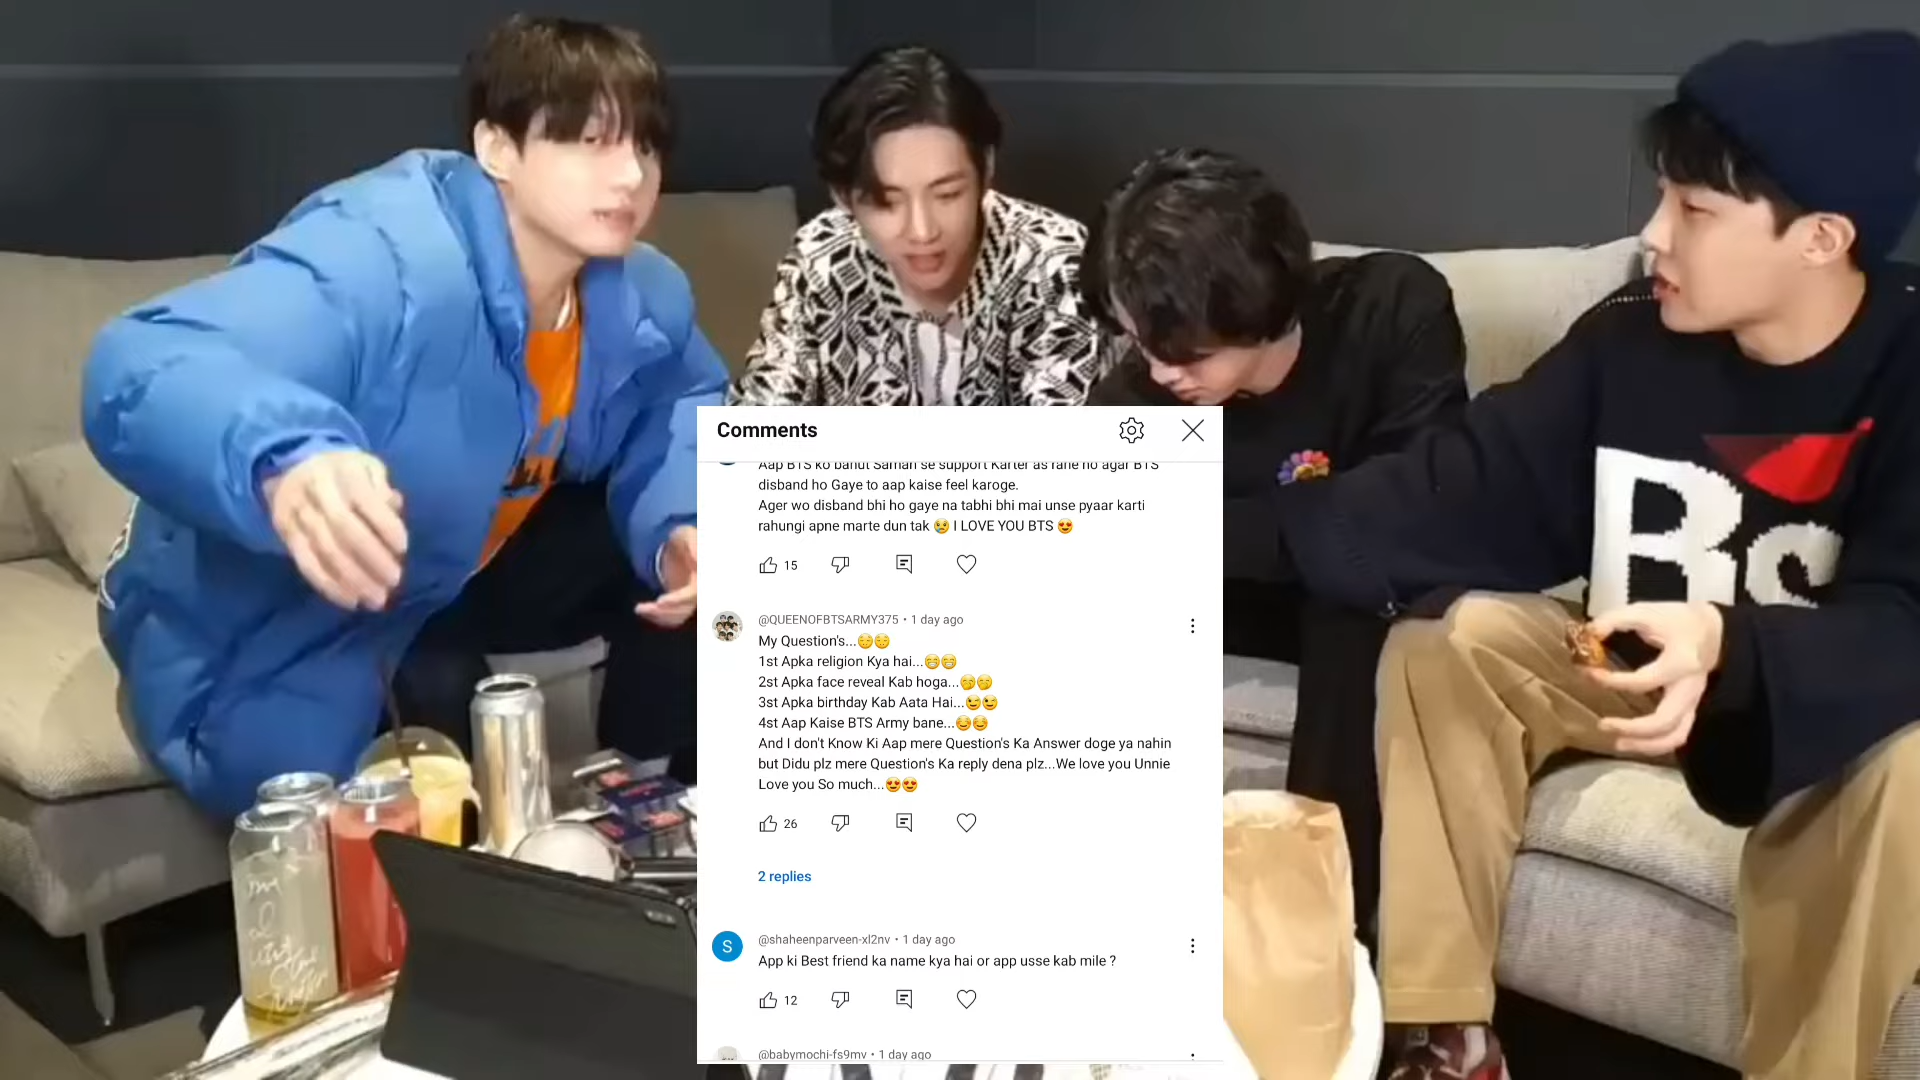 Comments
Aap BTS ko bahut Saman se support Karter as rahe ho agar BTS
disband ho Gaye to aap kaise feel karoge.
Ager wo disband bhi ho gaye na tabhi bhi mai unse pyaar karti
rahungi apne marte dun tak 😢 I LOVE YOU BTS 😍
15
@QUEENOFBTSARMY375 • 1 day ago
My Question's...😔😔
1st Apka religion Kya hai...😁😁
2st Apka face reveal Kab hoga...🤭🤭
3st Apka birthday Kab Aata Hai...😉😉
4st Aap Kaise BTS Army bane...😊😊
And I don't Know Ki Aap mere Question's Ka Answer doge ya nahin
but Didu plz mere Question's Ka reply dena plz...We love you Unnie
Love you So much...😍😍
26
2 replies
S
@shaheenparveen-xl2nv • 1 day ago
App ki Best friend ka name kya hai or app usse kab mile ?
12
@babymochi-fs9mv • 1 day ago
Bs